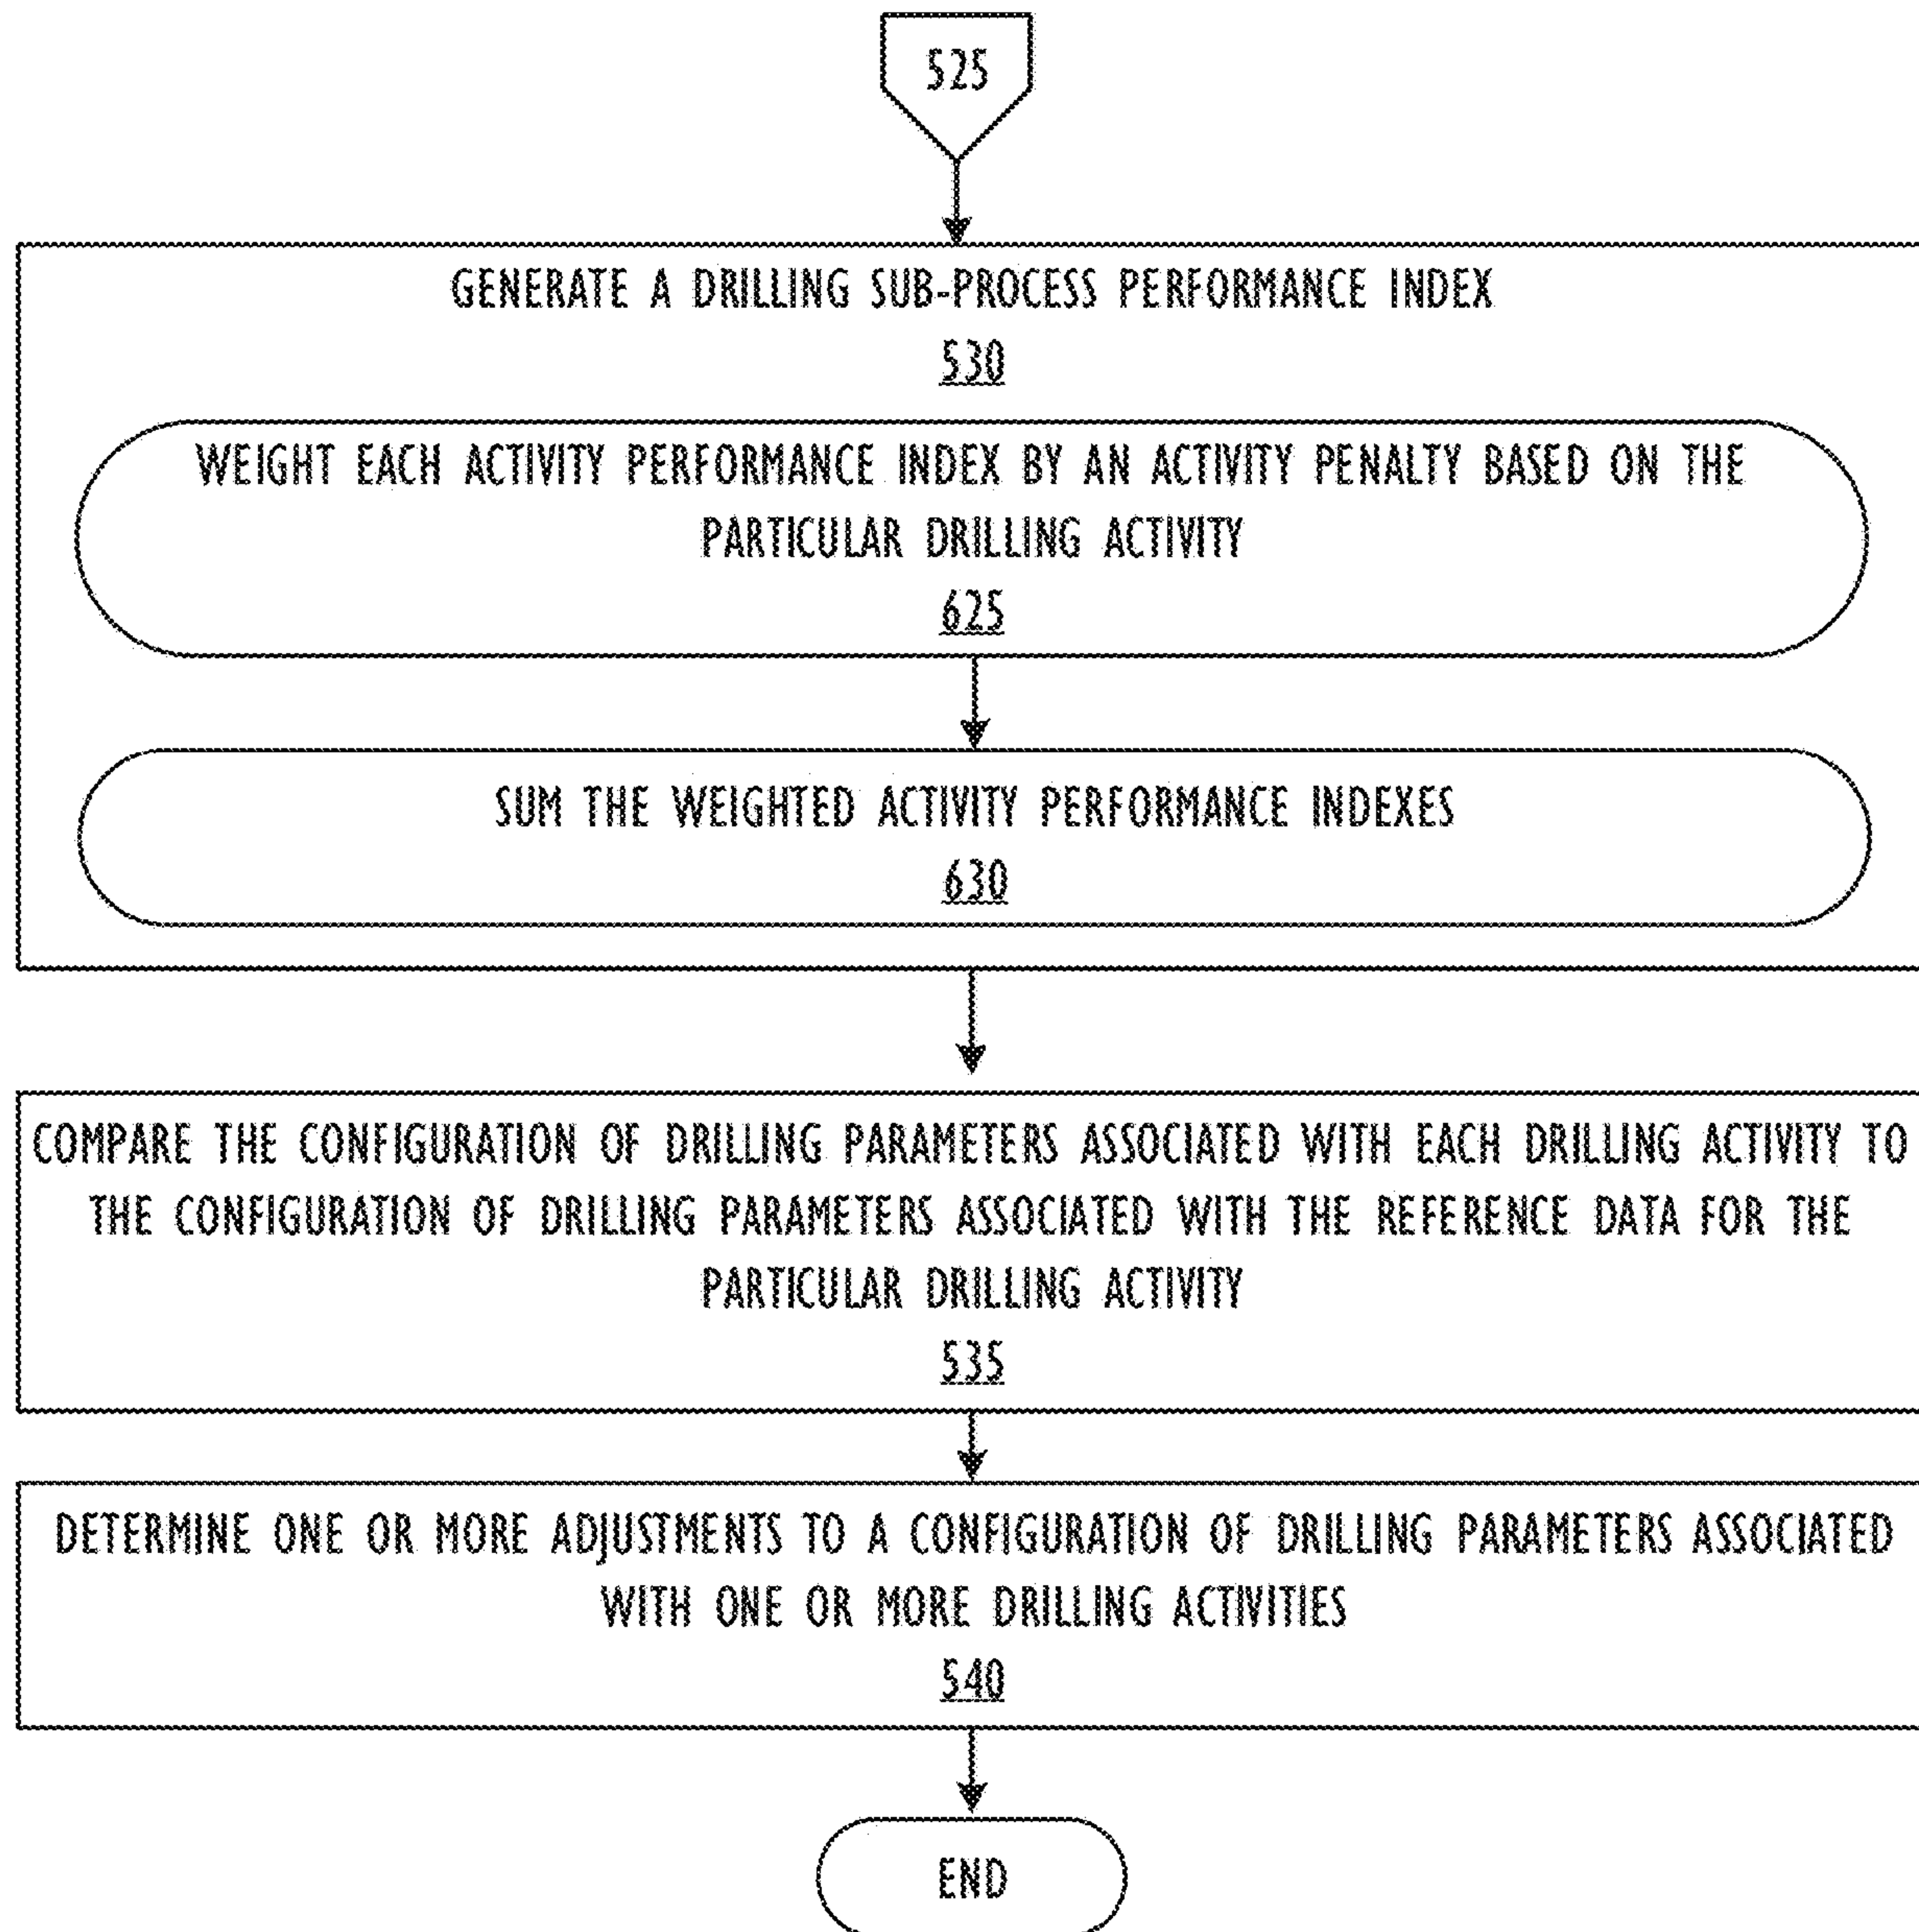 525
GENERATE A DRILLING SUB-PROCESS PERFORMANCE INDEX
530
WEIGHT EACH ACTIVITY PERFORMANCE INDEX BY AN ACTIVITY PENALTY BASED ON THE
PARTICULAR DRILLING ACTIVITY
625
SUM THE WEIGHTED ACTIVITY PERFORMANCE INDEXES
630
COMPARE THE CONFIGURATION OF DRILLING PARAMETERS ASSOCIATED WITH EACH DRILLING ACTIVITY TO
THE CONFIGURATION OF DRILLING PARAMETERS ASSOCIATED WITH THE REFERENCE DATA FOR THE
PARTICULAR DRILLING ACTIVITY
535
DETERMINE ONE OR MORE ADJUSTMENTS TO A CONFIGURATION OF DRILLING PARAMETERS ASSOCIATED
WITH ONE OR MORE DRILLING ACTIVITIES
540
END